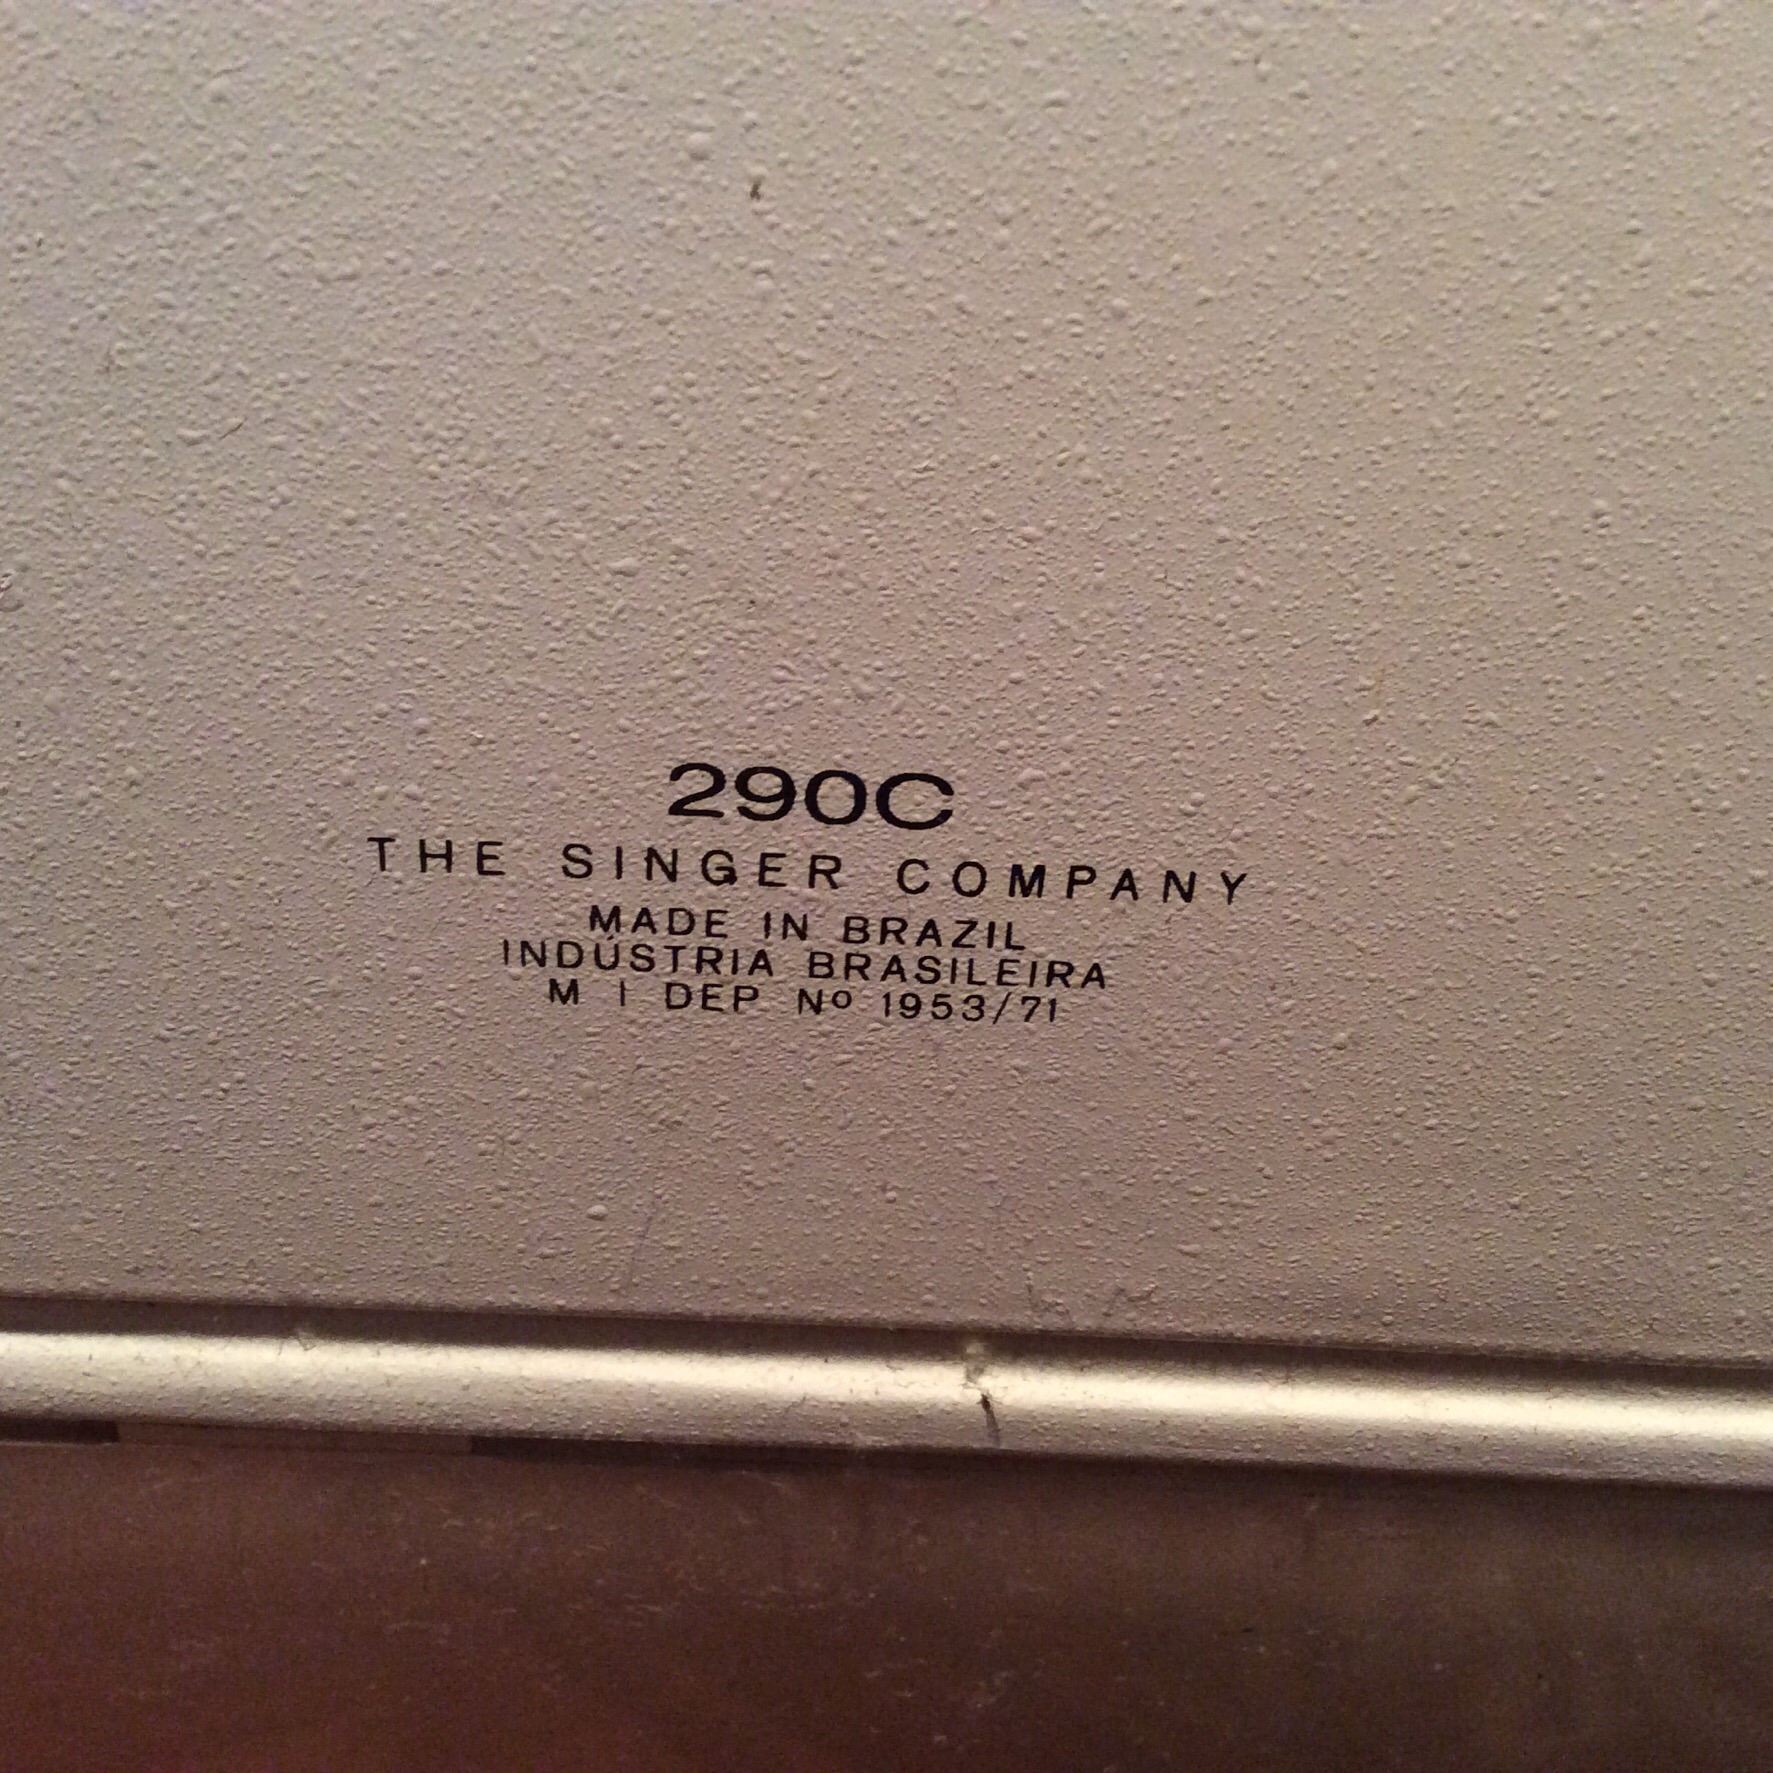 290C
THE SINGER COMPANY
MADE IN BRAZIL
INDÚSTRIA BRASILEIRA
M I DEP Nº 1953/71